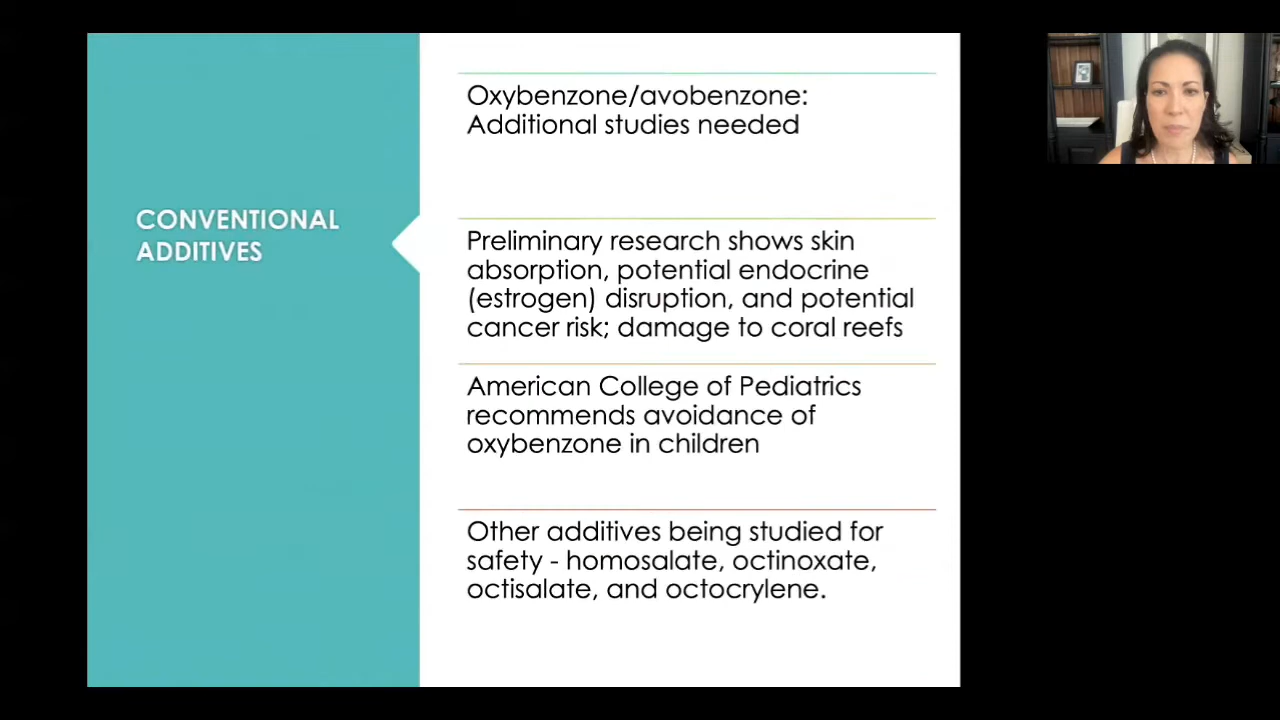 CONVENTIONAL
ADDITIVES
Oxybenzone/avobenzone:
Additional studies needed
Preliminary research shows skin
absorption, potential endocrine
(estrogen) disruption, and potential
cancer risk; damage to coral reefs
American College of Pediatrics
recommends avoidance of
oxybenzone in children
Other additives being studied for
safety - homosalate, octinoxate,
octisalate, and octocrylene.